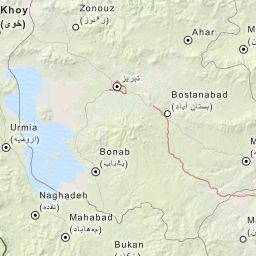 Khoy
(خوی)
Zonouz
(زنوز)
Ahar
تبریز
Bostanabad
(بستان آباد)
Urmia
(ارومیه)
Bonab
(بناب)
Naghadeh
(نقده)
Mahabad
(مهاباد)
Bukan